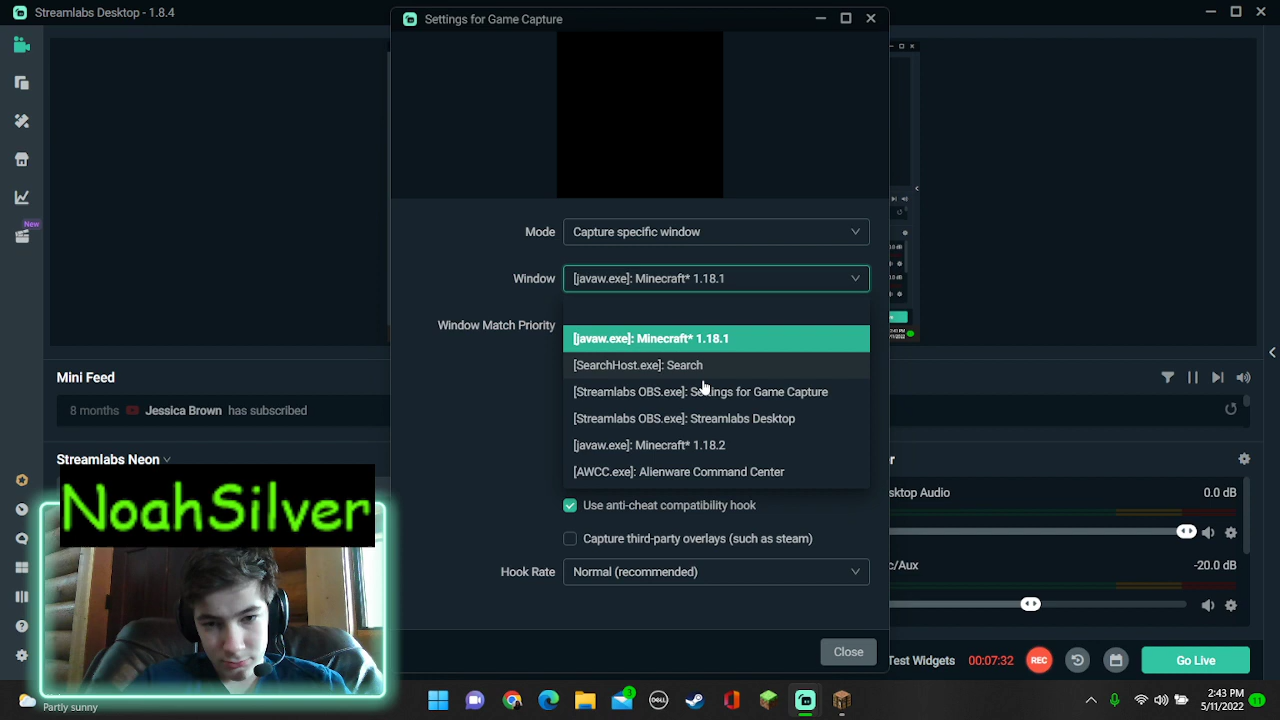 Streamlabs Desktop - 1.8.4
Settings for Game Capture
New
Mode
Capture specific window
Window
[javaw.exe]: Minecraft* 1.18.1
Window Match Priority
[javaw.exe]: Minecraft* 1.18.1
[SearchHost.exe]: Search
[Streamlabs OBS.exe]: Settings for Game Capture
[Streamlabs OBS.exe]: Streamlabs Desktop
[javaw.exe]: Minecraft* 1.18.2
[AWCC.exe]: Alienware Command Center
Use anti-cheat compatibility hook
Capture third-party overlays (such as steam)
Hook Rate
Normal (recommended)
Close
Mini Feed
8 months Jessica Brown has subscribed
Streamlabs Neon
NoahSilver
sktop Audio
0.0 dB
c/Aux
-20.0 dB
Test Widgets
00:07:32
REC
Go Live
Partly sunny
1
DELL
2:43 PM
5/11/2022
11